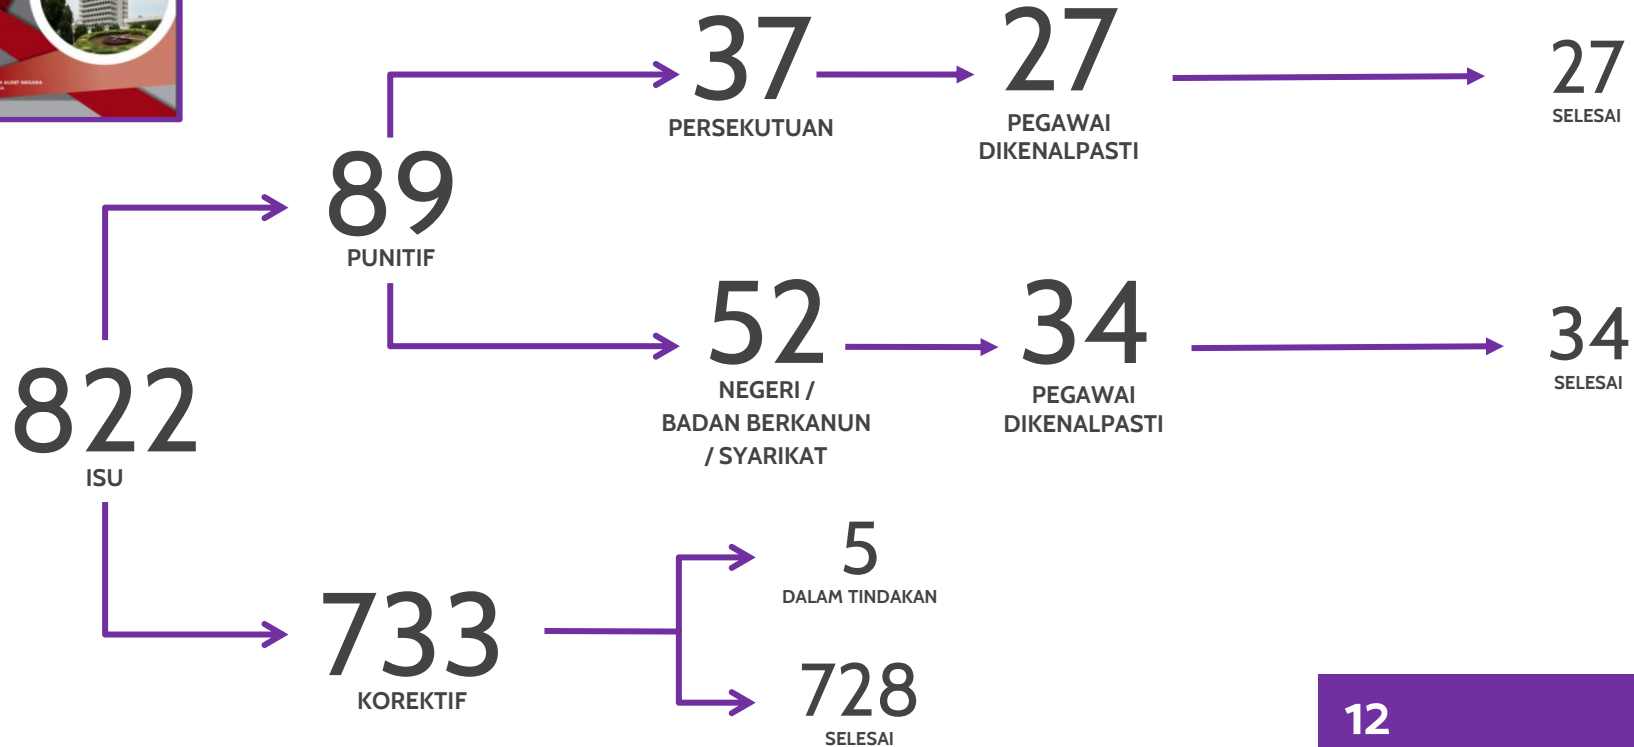 37
PERSEKUTUAN
27
PEGAWAI
DIKENALPASTI
27
SELESAI
89
PUNITIF
52
NEGERI /
BADAN BERKANUN
/ SYARIKAT
34
PEGAWAI
DIKENALPASTI
34
SELESAI
822
ISU
733
KOREKTIF
5
DALAM TINDAKAN
728
SELESAI
12